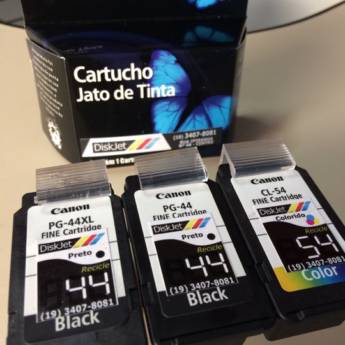 Cartucho
Jato de Tinta
DiskJet
(19) 3407-8081
Canon
PG-44XL
FINE Cartridge
DiskJet
Preto
Recicle
44
(19) 3407-8081
Black
Canon
PG-44
FINE Cartridge
DiskJet
Preto
Recicle
44
(19) 3407-8081
Black
Canon
CL-54
FINE Cartridge
DiskJet
Colorido
Recicle
54
(19) 3407-8081
Color